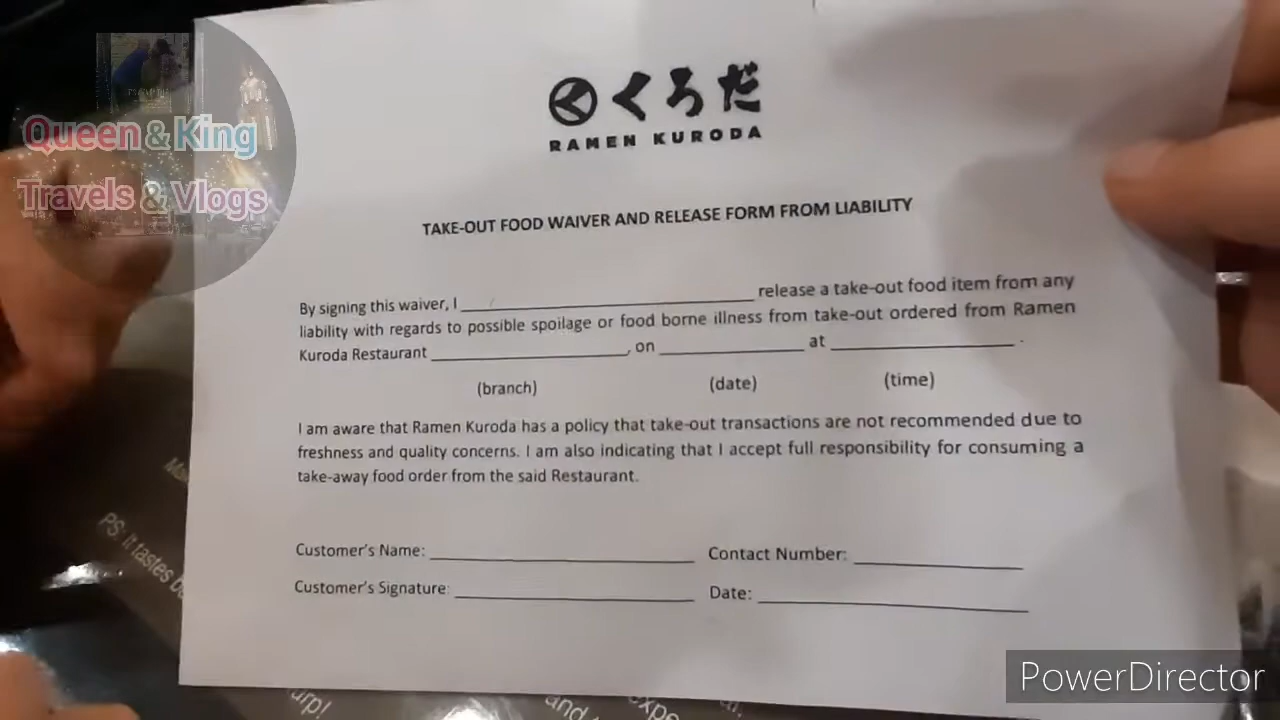 Queen & King
Travels & Vlogs
くろだ
RAMEN KURODA
TAKE-OUT FOOD WAIVER AND RELEASE FORM FROM LIABILITY
By signing this waiver, I ____________________ release a take-out food item from any
liability with regards to possible spoilage or food borne illness from take-out ordered from Ramen
Kuroda Restaurant ____________________, on ____________________ at ____________________.
(branch) (date) (time)
I am aware that Ramen Kuroda has a policy that take-out transactions are not recommended due to
freshness and quality concerns. I am also indicating that I accept full responsibility for consuming a
take-away food order from the said Restaurant.
Customer's Name: ____________________ Contact Number: ____________________
Customer's Signature: ____________________ Date: ____________________
PS: It tastes
and
PowerDirector